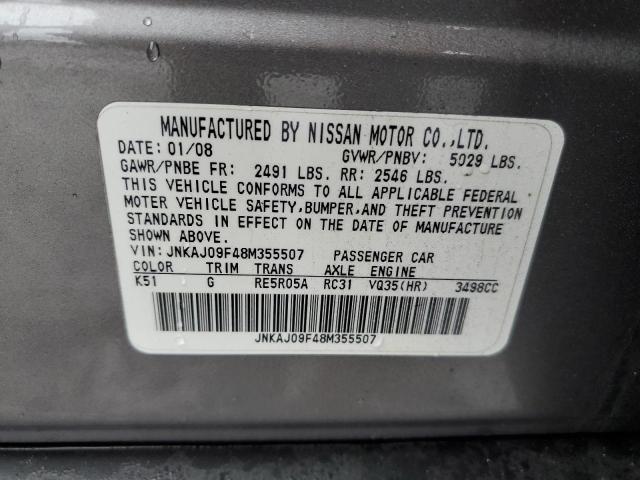 MANUFACTURED BY NISSAN MOTOR CO.,LTD.
DATE: 01/08 GVWR/PNBV: 5029 LBS.
GAWR/PNBE FR: 2491 LBS. RR: 2546 LBS.
THIS VEHICLE CONFORMS TO ALL APPLICABLE FEDERAL
MOTER VEHICLE SAFETY,BUMPER,AND THEFT PREVENTION
STANDARDS IN EFFECT ON THE DATE OF MANUFACTURE
SHOWN ABOVE.
VIN: JNKAJ09F48M355507 PASSENGER CAR
COLOR TRIM TRANS AXLE ENGINE
K51 G RE5R05A RC31 VQ35(HR) 3498CC
JNKAJ09F48M355507